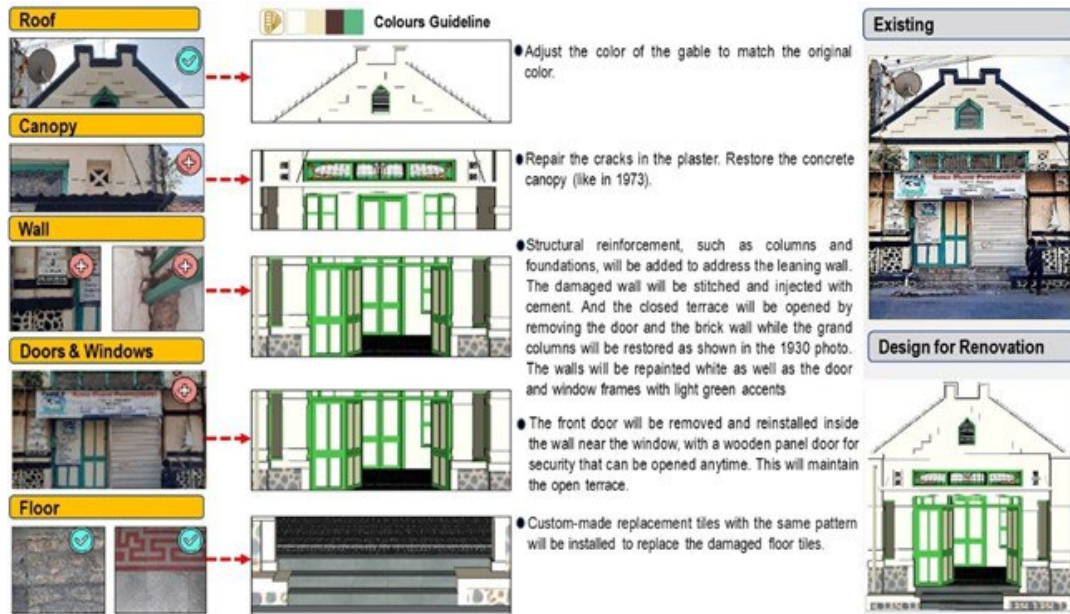 Roof
Colours Guideline
Existing
Adjust the color of the gable to match the original
color.
Canopy
Repair the cracks in the plaster. Restore the concrete
canopy (like in 1973).
Wall
Structural reinforcement, such as columns and
foundations, will be added to address the leaning wall.
The damaged wall will be stitched and injected with
cement. And the closed terrace will be opened by
removing the door and the brick wall while the grand
columns will be restored as shown in the 1930 photo.
The walls will be repainted white as well as the door
and window frames with light green accents
Design for Renovation
Doors & Windows
The front door will be removed and reinstalled inside
the wall near the window, with a wooden panel door for
security that can be opened anytime. This will maintain
the open terrace.
Floor
Custom-made replacement tiles with the same pattern
will be installed to replace the damaged floor tiles.